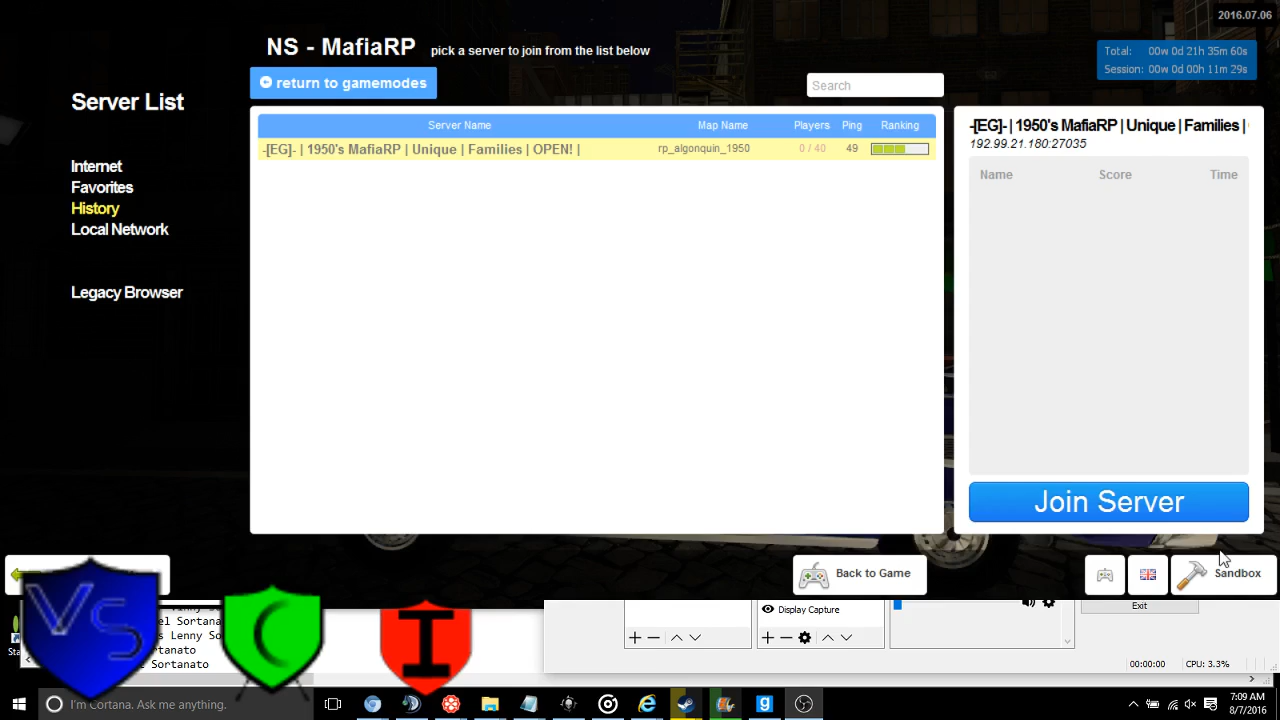 2016.07.06
NS - MafiaRP pick a server to join from the list below
Total: 00w 0d 21h 35m 60s
Session: 00w 0d 00h 11m 29s
return to gamemodes
Search
Server List
Internet
Favorites
History
Local Network
Legacy Browser
Server Name Map Name Players Ping Ranking
-[EG]- | 1950's MafiaRP | Unique | Families | OPEN! | rp_algonquin_1950 0 / 40 49
-[EG]- | 1950's MafiaRP | Unique | Families |
192.99.21.180:27035
Name Score Time
Join Server
Back to Game
Sandbox
VS
C
I
el Sortana
s Lenny So
rtanato
Sortanato
Display Capture
Exit
00:00:00 CPU: 3.3%
I'm Cortana. Ask me anything.
7:09 AM
8/7/2016